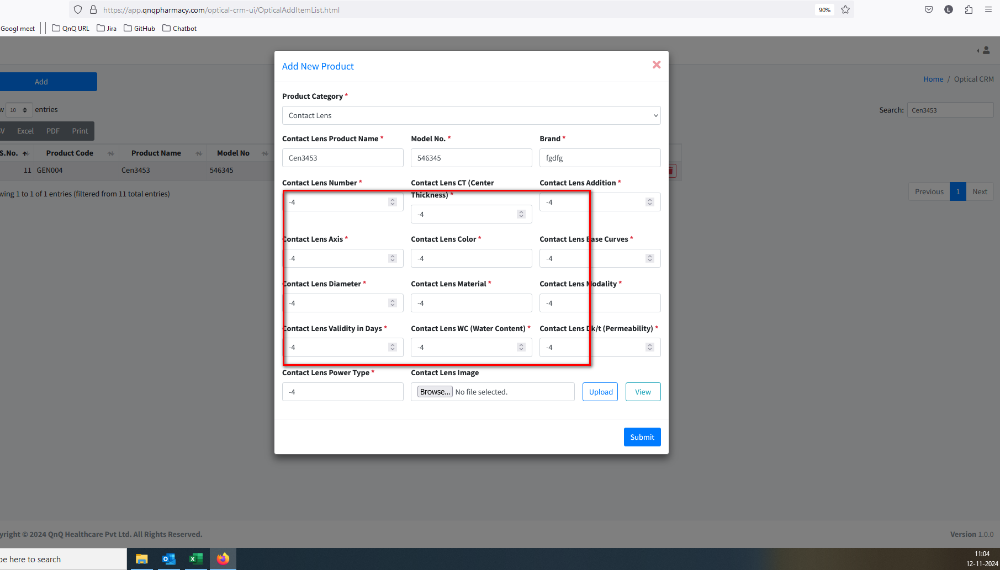 https://app.qnqpharmacy.com/optical-crm-ui/OpticalAddItemList.html
90%
L
Googl meet
QnQ URL
Jira
GitHub
Chatbot
Add New Product
Add
Home / Optical CRM
Product Category *
Contact Lens
10
entries
Search:
Cen3453
Excel
PDF
Print
Contact Lens Product Name *
Model No. *
Brand *
Cen3453
546345
fgdfg
S.No.
Product Code
Product Name
Model No
11
GEN004
Cen3453
546345
wing 1 to 1 of 1 entries (filtered from 11 total entries)
Previous
1
Next
Contact Lens Number *
Contact Lens CT (Center
Thickness) *
Contact Lens Addition *
-4
-4
-4
Contact Lens Axis *
Contact Lens Color *
Contact Lens Base Curves *
-4
-4
-4
Contact Lens Diameter *
Contact Lens Material *
Contact Lens Modality *
-4
-4
-4
Contact Lens Validity in Days *
Contact Lens WC (Water Content) *
Contact Lens Dk/t (Permeability) *
-4
-4
-4
Contact Lens Power Type *
Contact Lens Image
-4
Browse...
No file selected.
Upload
View
Submit
yright © 2024 QnQ Healthcare Pvt Ltd. All Rights Reserved.
Version 1.0.0
pe here to search
11:04
12-11-2024